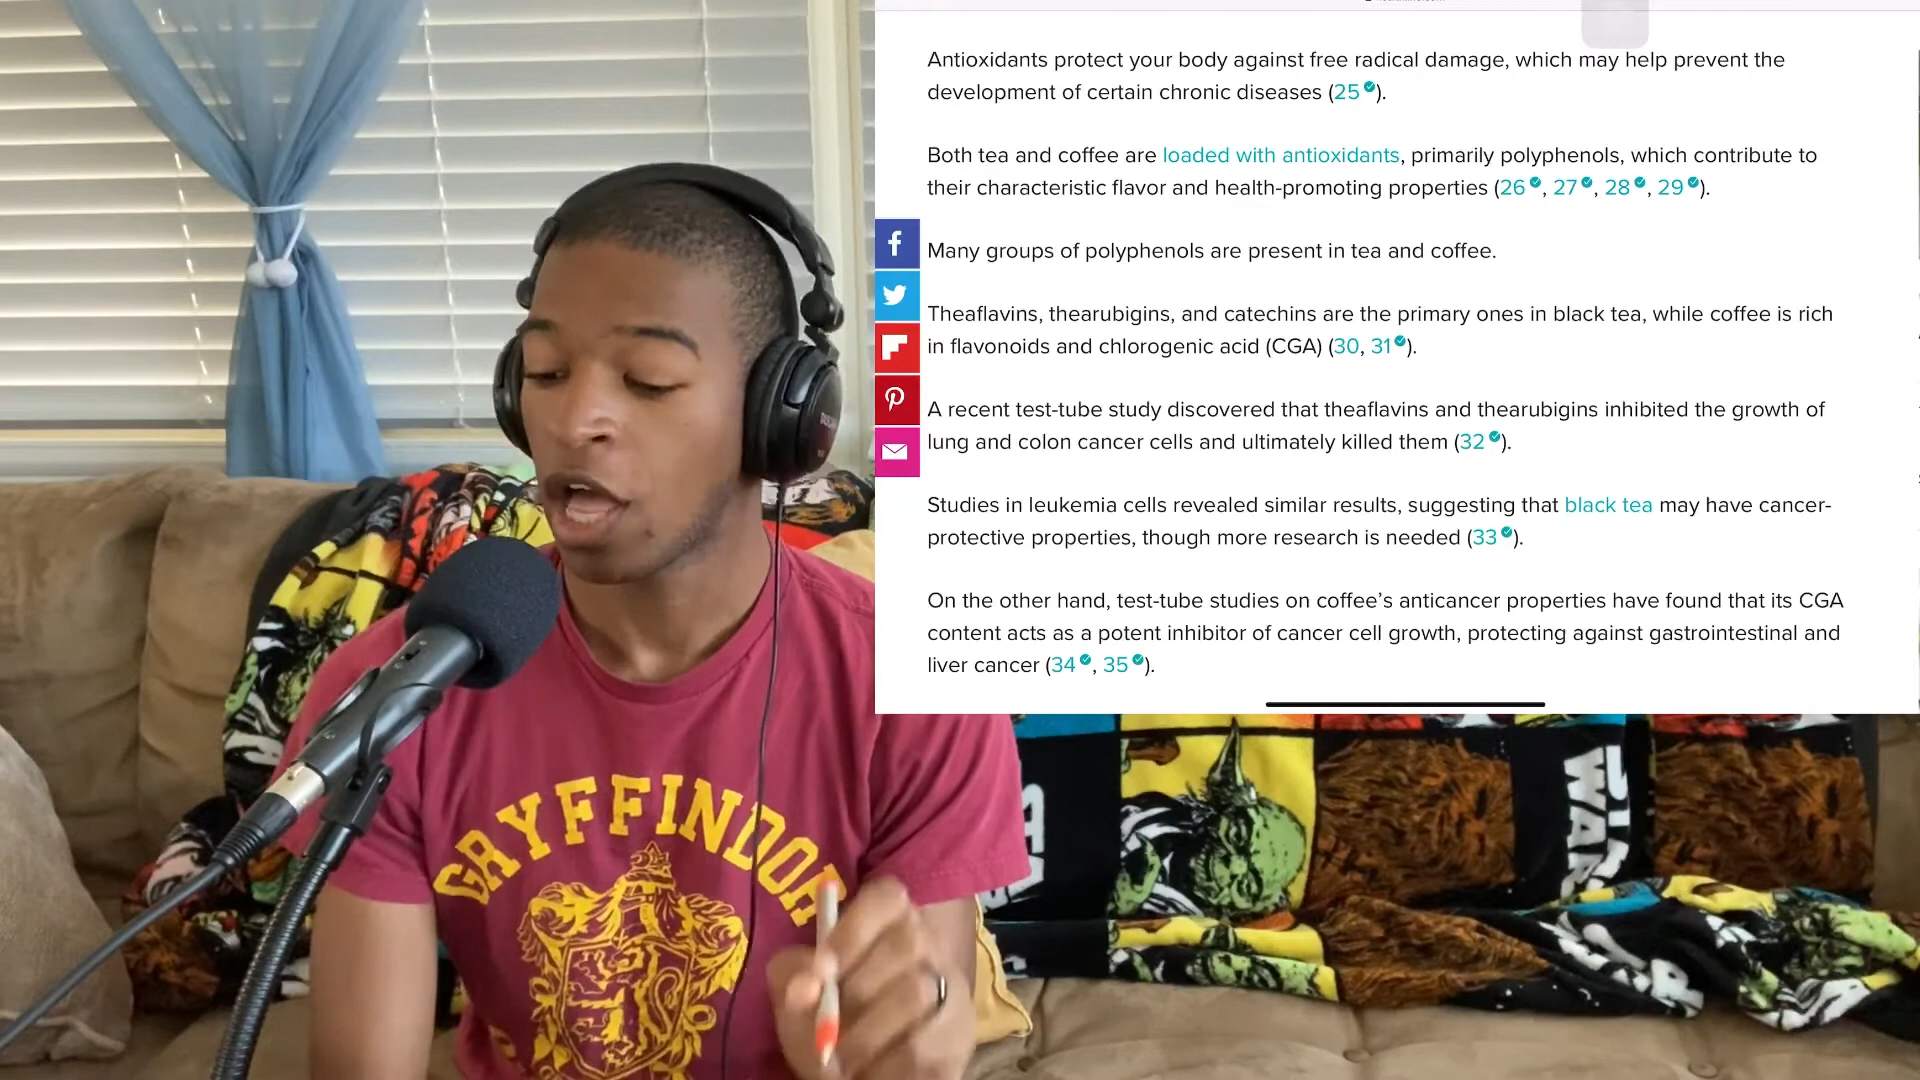 Antioxidants protect your body against free radical damage, which may help prevent the
development of certain chronic diseases (25).
Both tea and coffee are loaded with antioxidants, primarily polyphenols, which contribute to
their characteristic flavor and health-promoting properties (26, 27, 28, 29).
Many groups of polyphenols are present in tea and coffee.
Theaflavins, thearubigins, and catechins are the primary ones in black tea, while coffee is rich
in flavonoids and chlorogenic acid (CGA) (30, 31).
A recent test-tube study discovered that theaflavins and thearubigins inhibited the growth of
lung and colon cancer cells and ultimately killed them (32).
Studies in leukemia cells revealed similar results, suggesting that black tea may have cancer-
protective properties, though more research is needed (33).
On the other hand, test-tube studies on coffee’s anticancer properties have found that its CGA
content acts as a potent inhibitor of cancer cell growth, protecting against gastrointestinal and
liver cancer (34, 35).
GRYFFINDOR
STAR
WARS